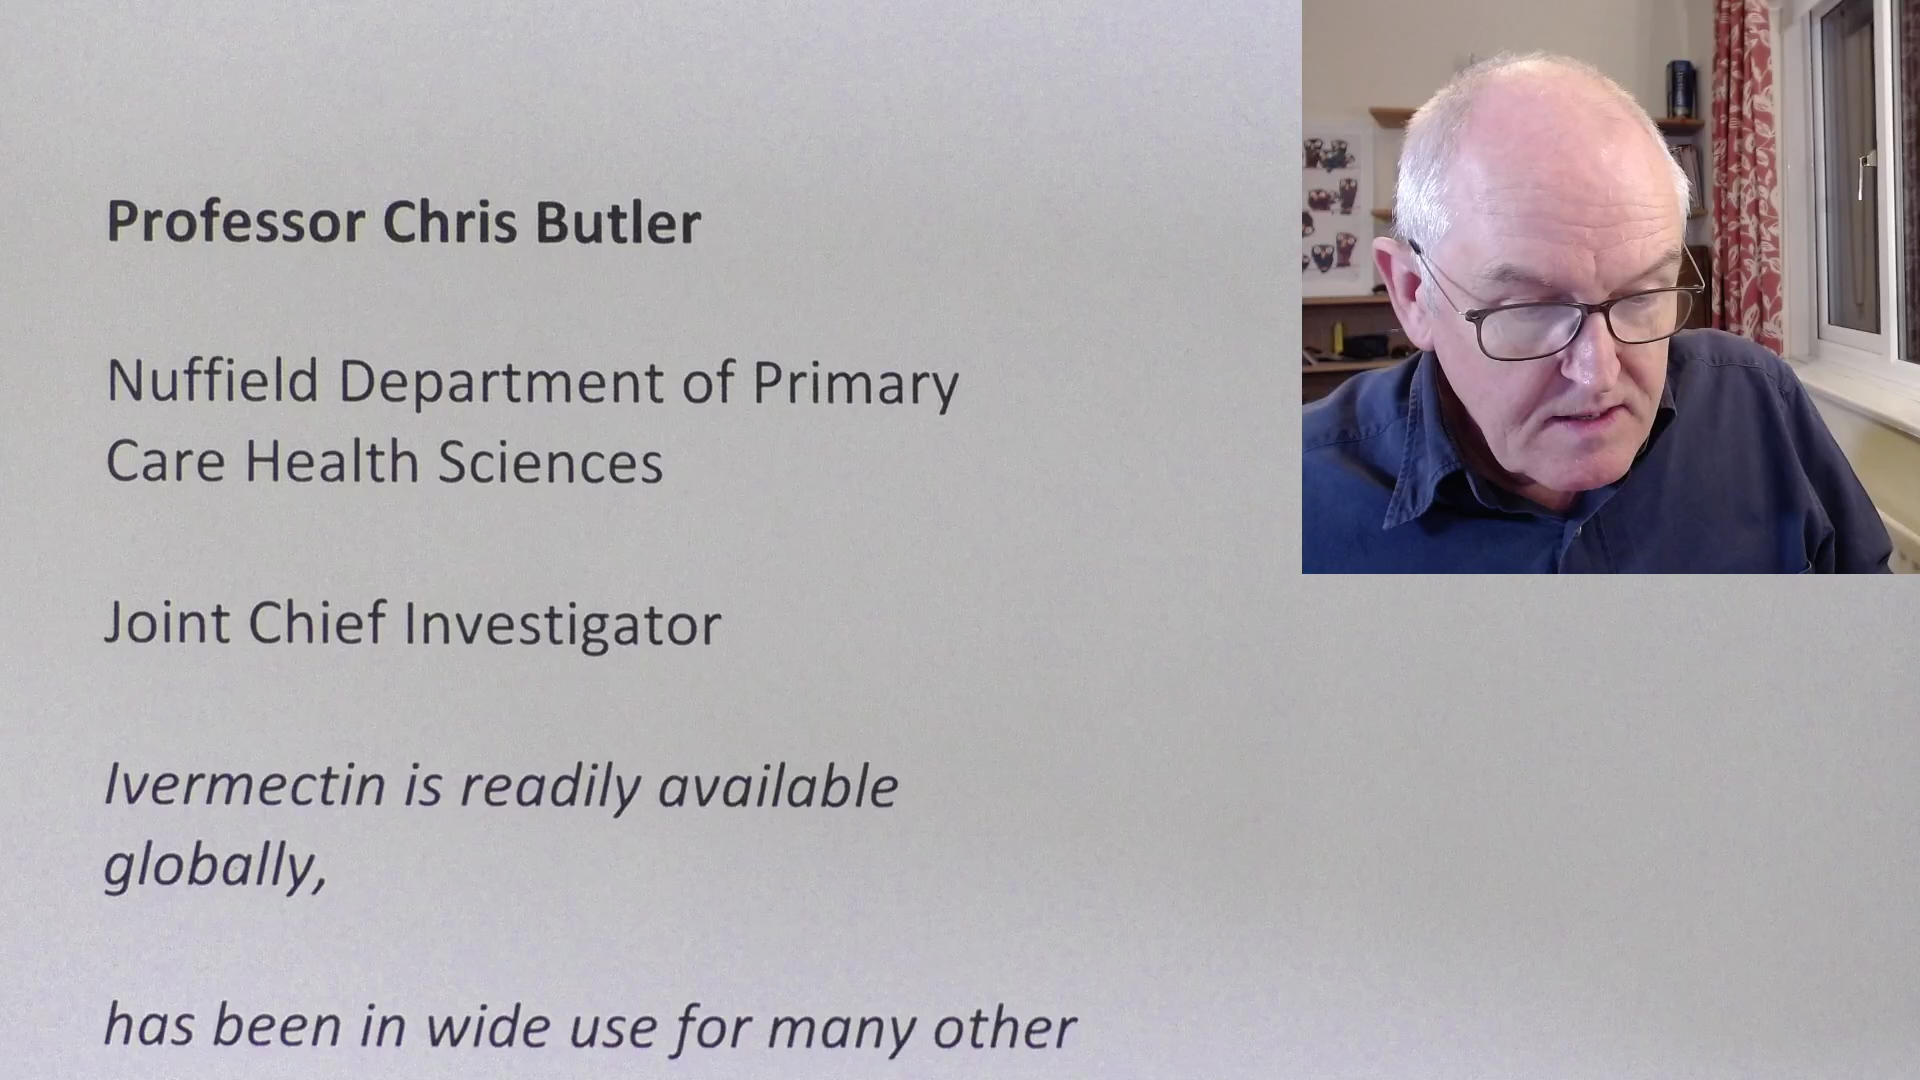 Professor Chris Butler
Nuffield Department of Primary
Care Health Sciences
Joint Chief Investigator
Ivermectin is readily available
globally,
has been in wide use for many other